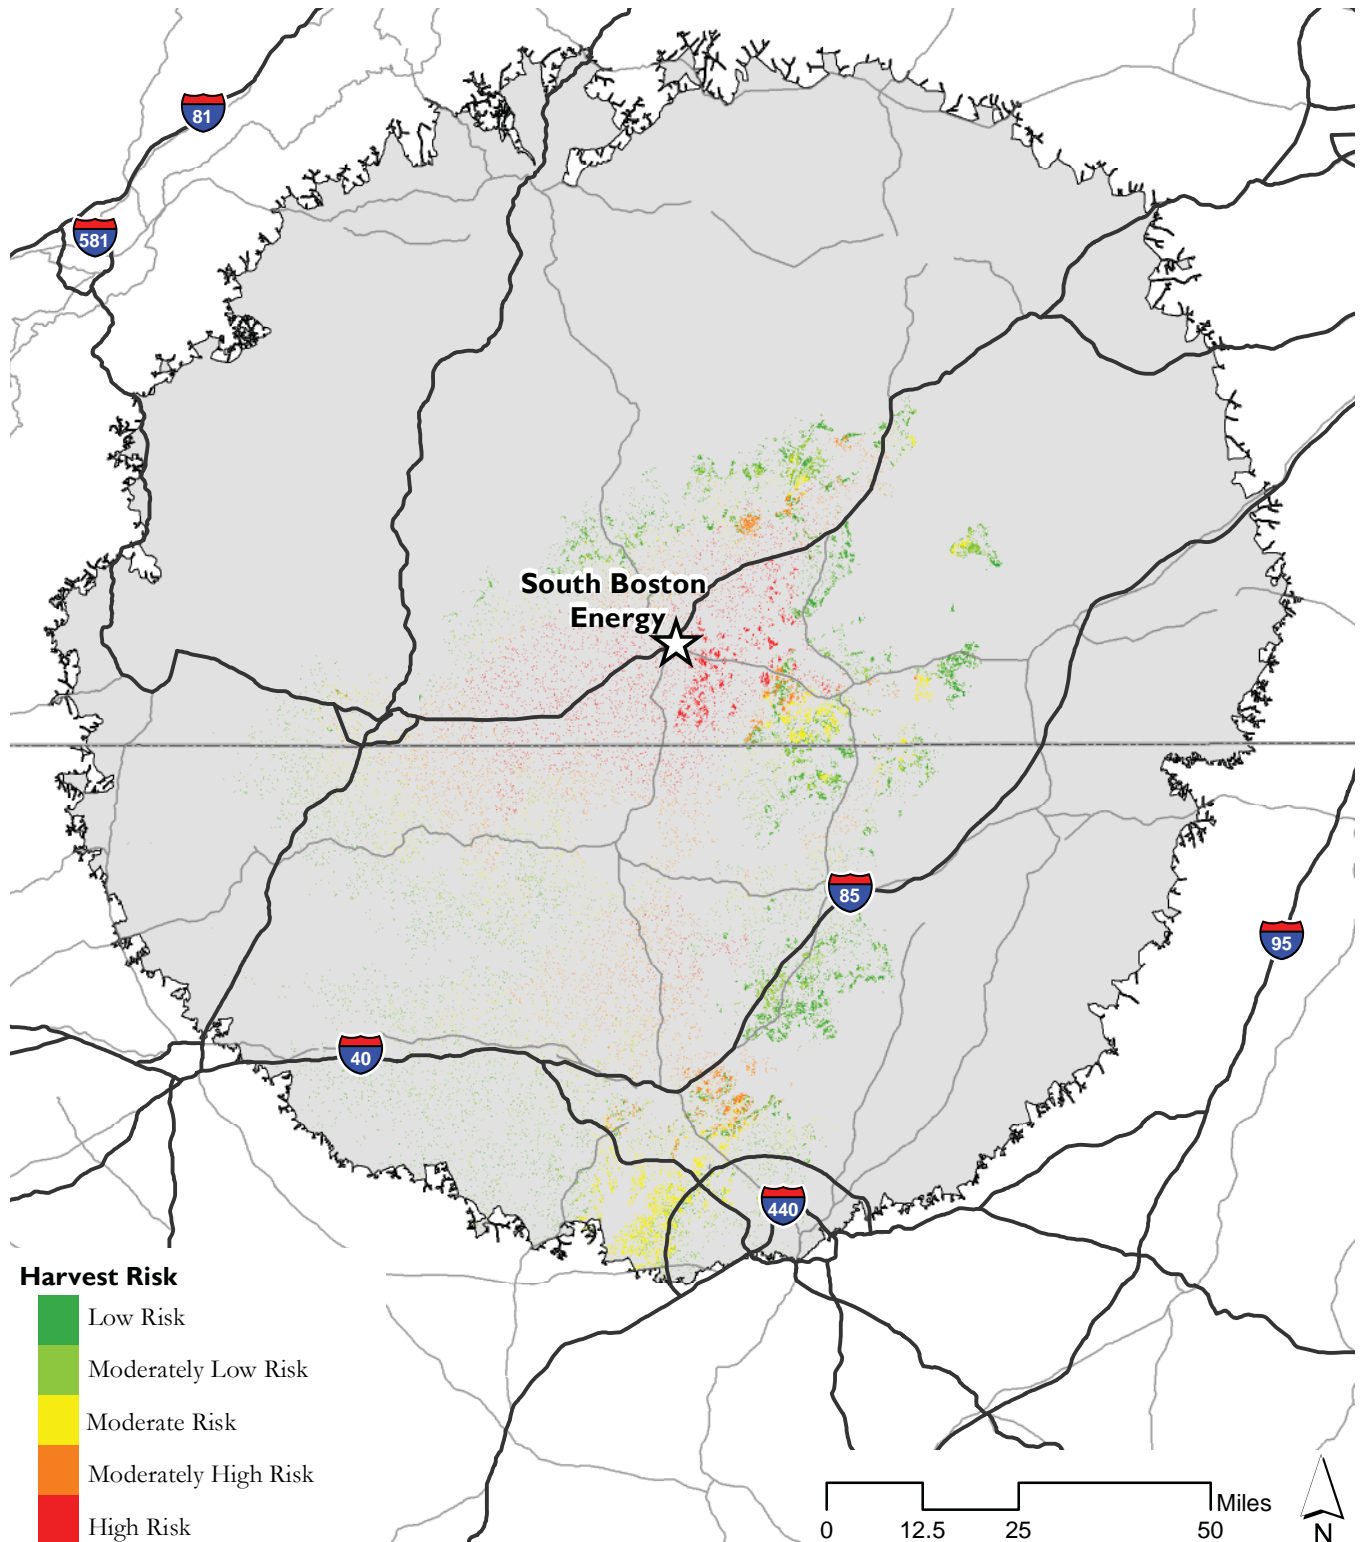 81
581
South Boston
Energy
85
95
40
440
Harvest Risk
Low Risk
Moderately Low Risk
Moderate Risk
Moderately High Risk
High Risk
Miles
0 12.5 25 50
N